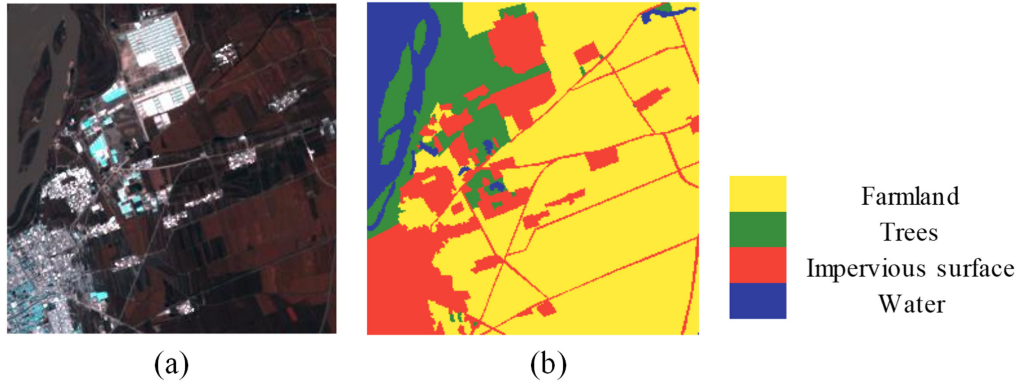 Farmland
Trees
Impervious surface
Water
(a)
(b)